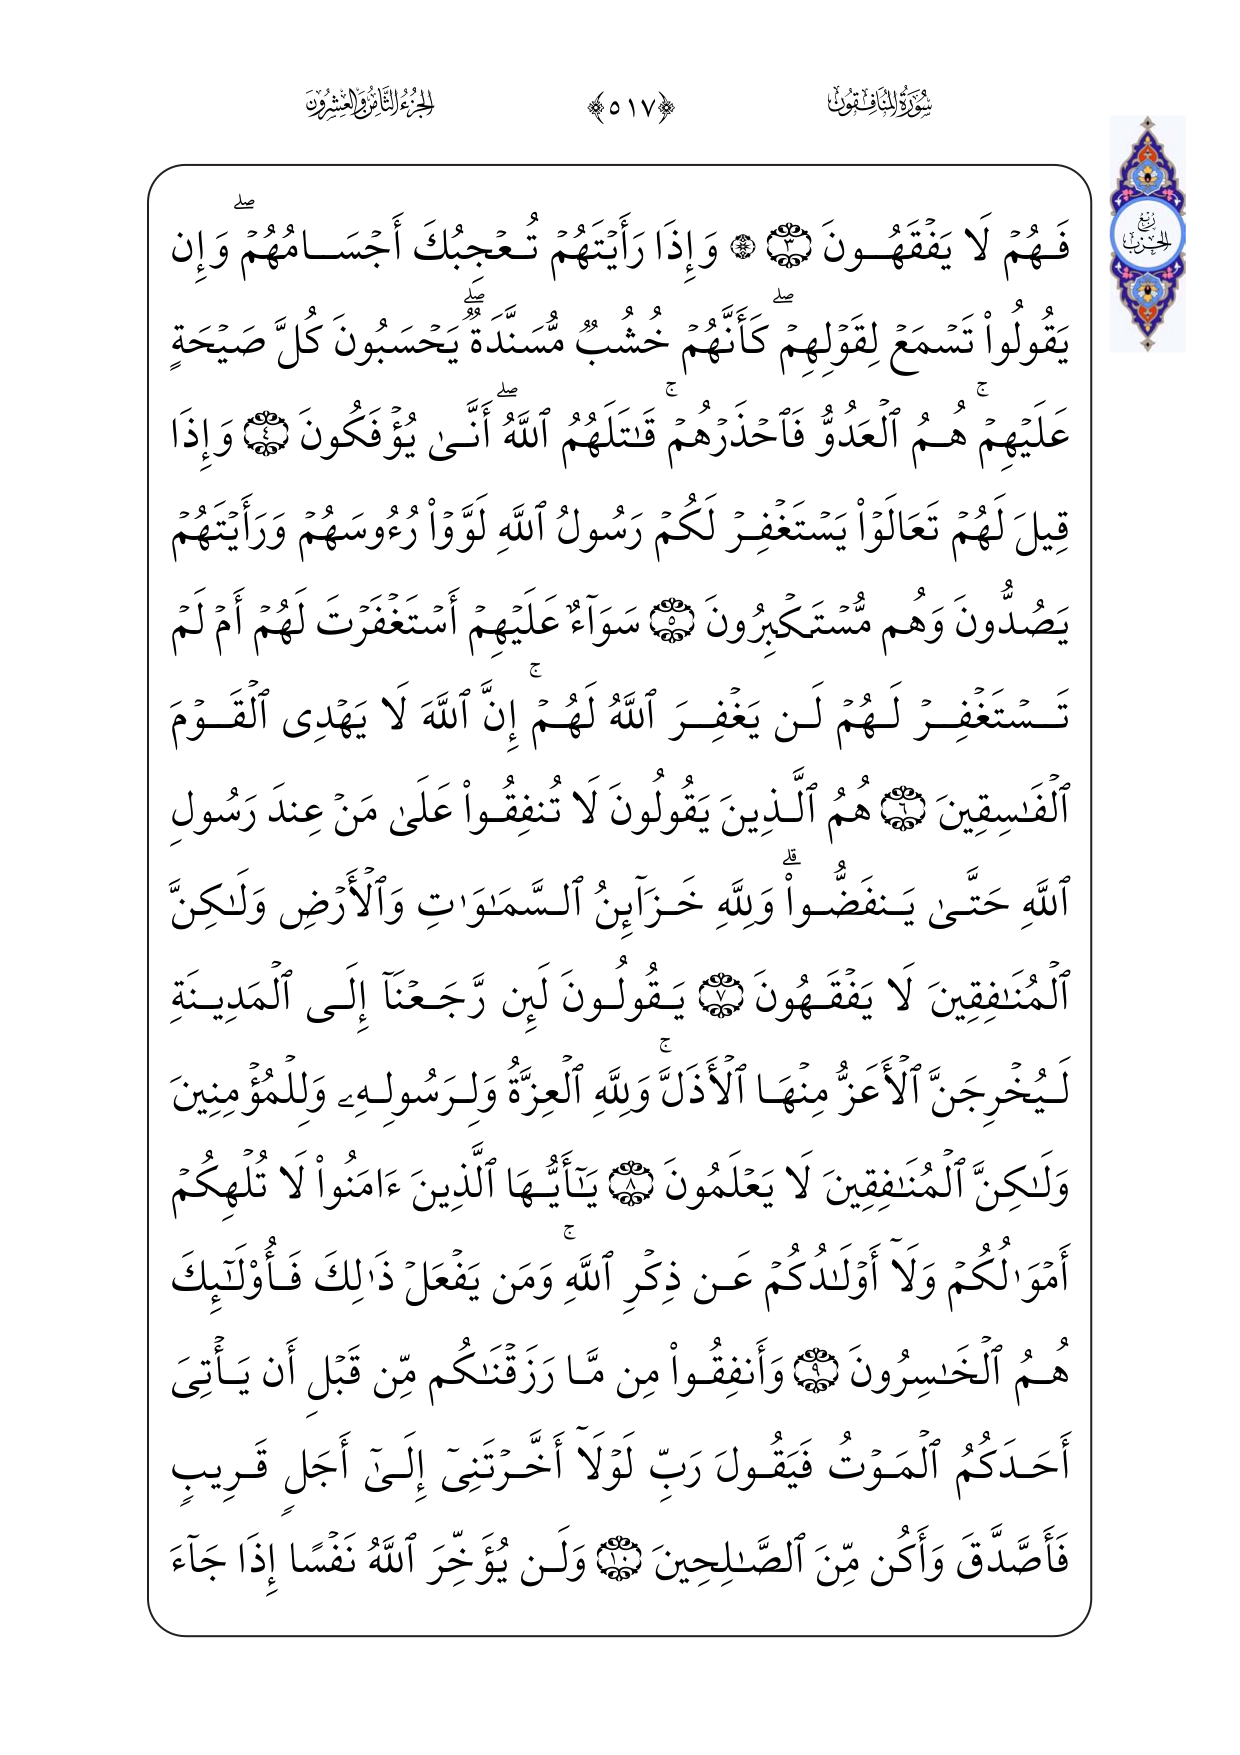 سُورَةُ المُنَافِقُونَ ﴿٥١٧﴾ الجُزْءُ الثَّامِنُ وَالعِشْرُونَ
رُبْعُ
الحِزْبِ
فَهُمۡ لَا يَفۡقَهُونَ ٣ ۞ وَإِذَا رَأَيۡتَهُمۡ تُعۡجِبُكَ أَجۡسَامُهُمۡۖ وَإِن
يَقُولُواْ تَسۡمَعۡ لِقَوۡلِهِمۡۖ كَأَنَّهُمۡ خُشُبٞ مُّسَنَّدَةٞۖ يَحۡسَبُونَ كُلَّ صَيۡحَةٍ
عَلَيۡهِمۡۚ هُمُ ٱلۡعَدُوُّ فَٱحۡذَرۡهُمۡۚ قَٰتَلَهُمُ ٱللَّهُۖ أَنَّىٰ يُؤۡفَكُونَ ٤ وَإِذَا
قِيلَ لَهُمۡ تَعَالَوۡاْ يَسۡتَغۡفِرۡ لَكُمۡ رَسُولُ ٱللَّهِ لَوَّوۡاْ رُءُوسَهُمۡ وَرَأَيۡتَهُمۡ
يَصُدُّونَ وَهُم مُّسۡتَكۡبِرُونَ ٥ سَوَآءٌ عَلَيۡهِمۡ أَسۡتَغۡفَرۡتَ لَهُمۡ أَمۡ لَمۡ
تَسۡتَغۡفِرۡ لَهُمۡ لَن يَغۡفِرَ ٱللَّهُ لَهُمۡۚ إِنَّ ٱللَّهَ لَا يَهۡدِي ٱلۡقَوۡمَ
ٱلۡفَٰسِقِينَ ٦ هُمُ ٱلَّذِينَ يَقُولُونَ لَا تُنفِقُواْ عَلَىٰ مَنۡ عِندَ رَسُولِ
ٱللَّهِ حَتَّىٰ يَنفَضُّواْۗ وَلِلَّهِ خَزَآئِنُ ٱلسَّمَٰوَٰتِ وَٱلۡأَرۡضِ وَلَٰكِنَّ
ٱلۡمُنَٰفِقِينَ لَا يَفۡقَهُونَ ٧ يَقُولُونَ لَئِن رَّجَعۡنَآ إِلَى ٱلۡمَدِينَةِ
لَيُخۡرِجَنَّ ٱلۡأَعَزُّ مِنۡهَا ٱلۡأَذَلَّۚ وَلِلَّهِ ٱلۡعِزَّةُ وَلِرَسُولِهِۦ وَلِلۡمُؤۡمِنِينَ
وَلَٰكِنَّ ٱلۡمُنَٰفِقِينَ لَا يَعۡلَمُونَ ٨ يَٰٓأَيُّهَا ٱلَّذِينَ ءَامَنُواْ لَا تُلۡهِكُمۡ
أَمۡوَٰلُكُمۡ وَلَآ أَوۡلَٰدُكُمۡ عَن ذِكۡرِ ٱللَّهِۚ وَمَن يَفۡعَلۡ ذَٰلِكَ فَأُوْلَٰٓئِكَ
هُمُ ٱلۡخَٰسِرُونَ ٩ وَأَنفِقُواْ مِن مَّا رَزَقۡنَٰكُم مِّن قَبۡلِ أَن يَأۡتِيَ
أَحَدَكُمُ ٱلۡمَوۡتُ فَيَقُولَ رَبِّ لَوۡلَآ أَخَّرۡتَنِيٓ إِلَىٰٓ أَجَلٖ قَرِيبٖ
فَأَصَّدَّقَ وَأَكُن مِّنَ ٱلصَّٰلِحِينَ ١٠ وَلَن يُؤَخِّرَ ٱللَّهُ نَفۡسًا إِذَا جَآءَ